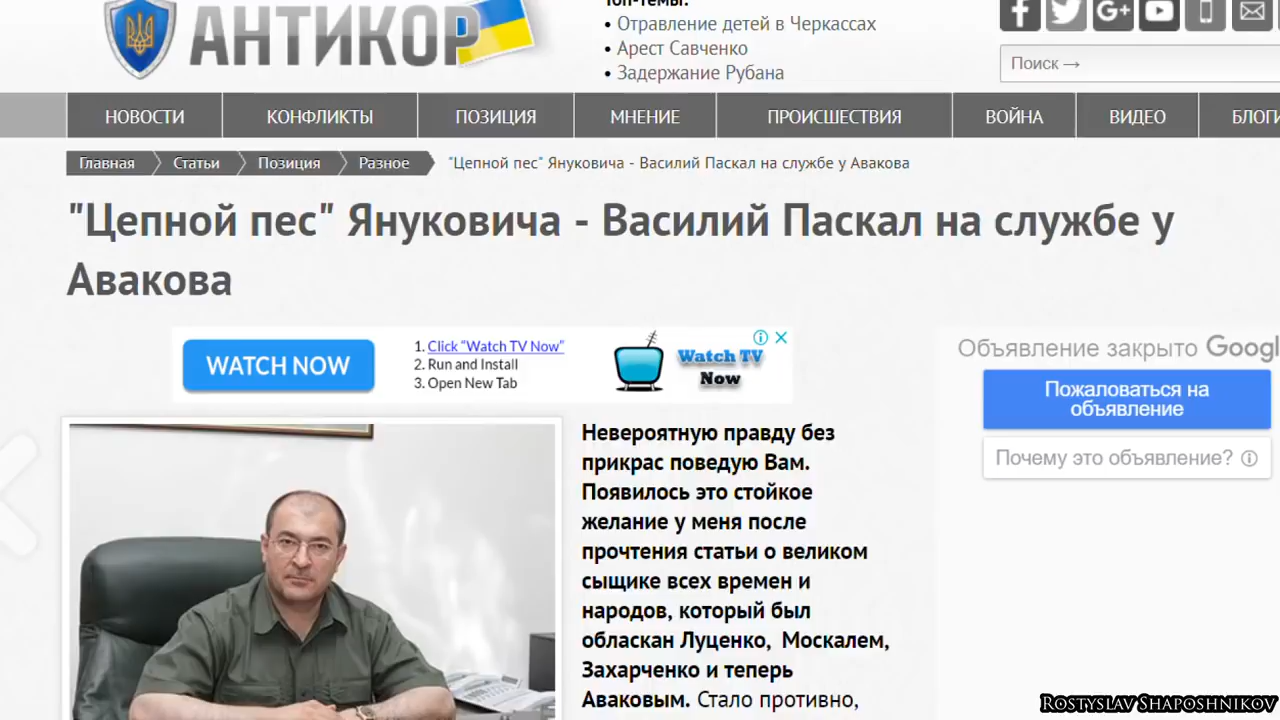 АНТИКОР
Топ-темы:
• Отравление детей в Черкассах
• Арест Савченко
• Задержание Рубана
Поиск →
НОВОСТИ КОНФЛИКТЫ ПОЗИЦИЯ МНЕНИЕ ПРОИСШЕСТВИЯ ВОЙНА ВИДЕО БЛОГИ
Главная Статьи Позиция Разное "Цепной пес" Януковича - Василий Паскал на службе у Авакова
"Цепной пес" Януковича - Василий Паскал на службе у
Авакова
WATCH NOW
1. Click "Watch TV Now"
2. Run and Install
3. Open New Tab
Watch TV
Now
Объявление закрыто Googl
Пожаловаться на
объявление
Почему это объявление?
Невероятную правду без
прикрас поведую Вам.
Появилось это стойкое
желание у меня после
прочтения статьи о великом
сыщике всех времен и
народов, который был
обласкан Луценко, Москалем,
Захарченко и теперь
Аваковым. Стало противно,
Rostyslav Shaposhnikov